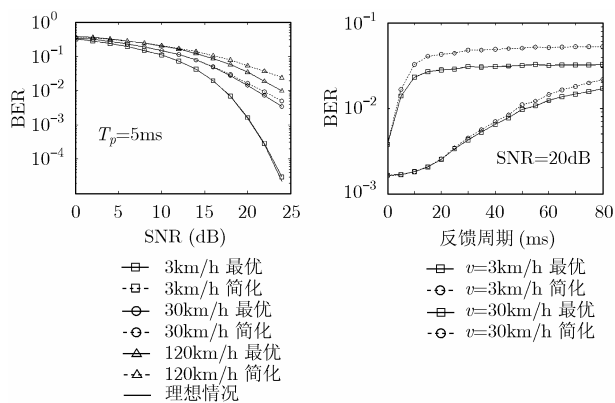 10^0
10^-1
10^-2
10^-3
10^-4
BER
T_p=5ms
0 5 10 15 20 25
SNR (dB)
3km/h 最优
3km/h 简化
30km/h 最优
30km/h 简化
120km/h 最优
120km/h 简化
理想情况
10^-1
10^-2
10^-3
BER
SNR=20dB
0 20 40 60 80
反馈周期 (ms)
v=3km/h 最优
v=3km/h 简化
v=30km/h 最优
v=30km/h 简化